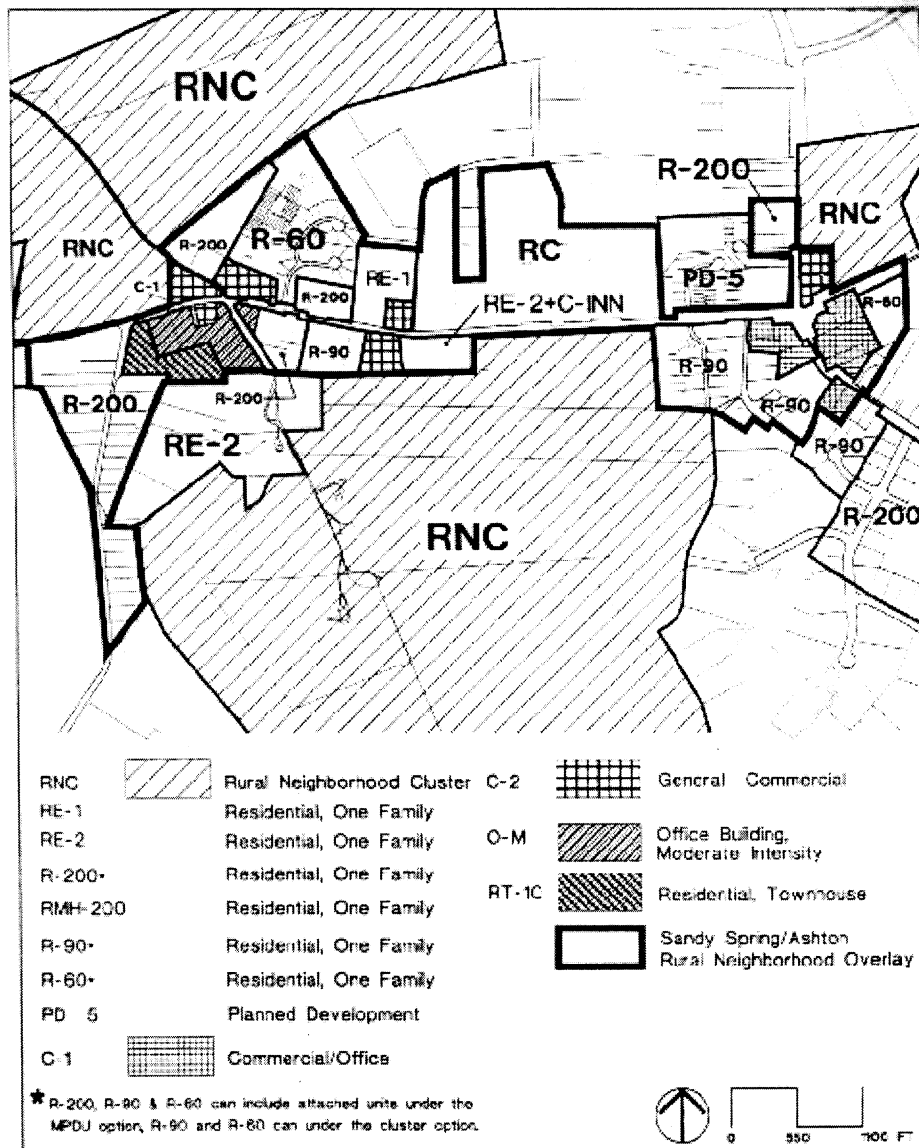 RNC
R-200
R-200
R-60
RNC
RNC
RC
RE-1
PD-5
C-1
R-200
RE-2+C-INN
R-60
R-90
R-90
R-200
R-200
R-90
RE-2
R-90
R-200
RNC
RNC Rural Neighborhood Cluster
RE-1 Residential, One Family
RE-2 Residential, One Family
R-200* Residential, One Family
RMH-200 Residential, One Family
R-90* Residential, One Family
R-60* Residential, One Family
PD 5 Planned Development
C-1 Commercial/Office
C-2 General Commercial
O-M Office Building,
Moderate Intensity
RT-10 Residential, Townhouse
Sandy Spring/Ashton
Rural Neighborhood Overlay
* R-200, R-90 & R-60 can include attached units under the
MPDU option, R-90 and R-60 can under the cluster option.
0 550 1100 FT